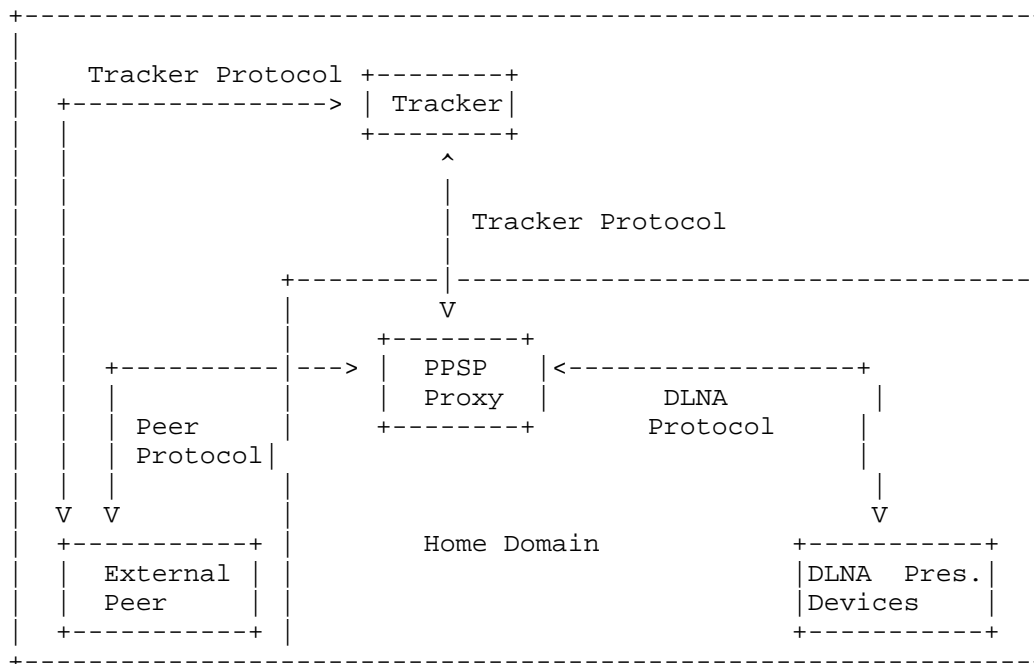 Tracker Protocol
Tracker
Tracker Protocol
V
PPSP
Proxy
DLNA
Protocol
Peer
Protocol
V V
V
Home Domain
External
Peer
DLNA Pres.
Devices